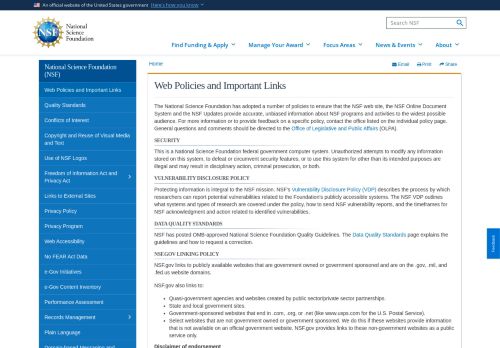 An official website of the United States government Here's how you know
National
Science
Foundation
NSF
Search NSF
Find Funding & Apply
Manage Your Award
Focus Areas
News & Events
About
National Science Foundation
(NSF)
Web Policies and Important Links
Quality Standards
Conflicts of Interest
Copyright and Reuse of Visual Media
and Text
Use of NSF Logos
Freedom of Information Act and
Privacy Act
Links to External Sites
Privacy Policy
Privacy Program
Web Accessibility
No FEAR Act Data
e-Gov Initiatives
e-Gov Content Inventory
Performance Assessment
Records Management
Plain Language
Home
Email Print Share
Web Policies and Important Links
The National Science Foundation has adopted a number of policies to ensure that the NSF web site, the NSF Online Document
System and the NSF Updates provide accurate, unbiased information about NSF programs and activities to the widest possible
audience. For more information or to provide feedback on a specific policy, contact the office listed on the individual policy page.
General questions and comments should be directed to the Office of Legislative and Public Affairs (OLPA)
SECURITY
This is a National Science Foundation federal government computer system. Unauthorized attempts to modify any information
stored on this system, to defeat or circumvent security features, or to use this system for other than its intended purposes are
illegal and may result in disciplinary action, criminal prosecution, or both.
VULNERABILITY DISCLOSURE POLICY
Protecting information is integral to the NSF mission. NSF's Vulnerability Disclosure Policy (VDP) describes the process by which
researchers can report potential vulnerabilities related to the Foundation's publicly accessible systems. The NSF VDP outlines
what systems and types of research are covered under the policy, how to send NSF vulnerability reports, and the timeframes for
NSF acknowledgment and action related to identified vulnerabilities.
DATA QUALITY STANDARDS
NSF has posted OMB-approved National Science Foundation Quality Guidelines. The Data Quality Standards page explains the
guidelines and how to request a correction.
NSF.GOV LINKING POLICY
NSF.gov links to publicly available websites that are government owned or government sponsored and are on the .gov, .mil, and
.fed.us website domains.
NSF.gov also links to:
Quasi-government agencies and websites created by public sector/private sector partnerships.
State and local government sites.
Government-sponsored websites that end in .com, .org, or .net (like www.usps.com for the U.S. Postal Service).
Select websites that are not government owned or government sponsored. We do this if these websites provide information
that is not available on an official government website. NSF.gov provides links to these non-government websites as a public
service only.
Disclaimer of endorsement
Feedback